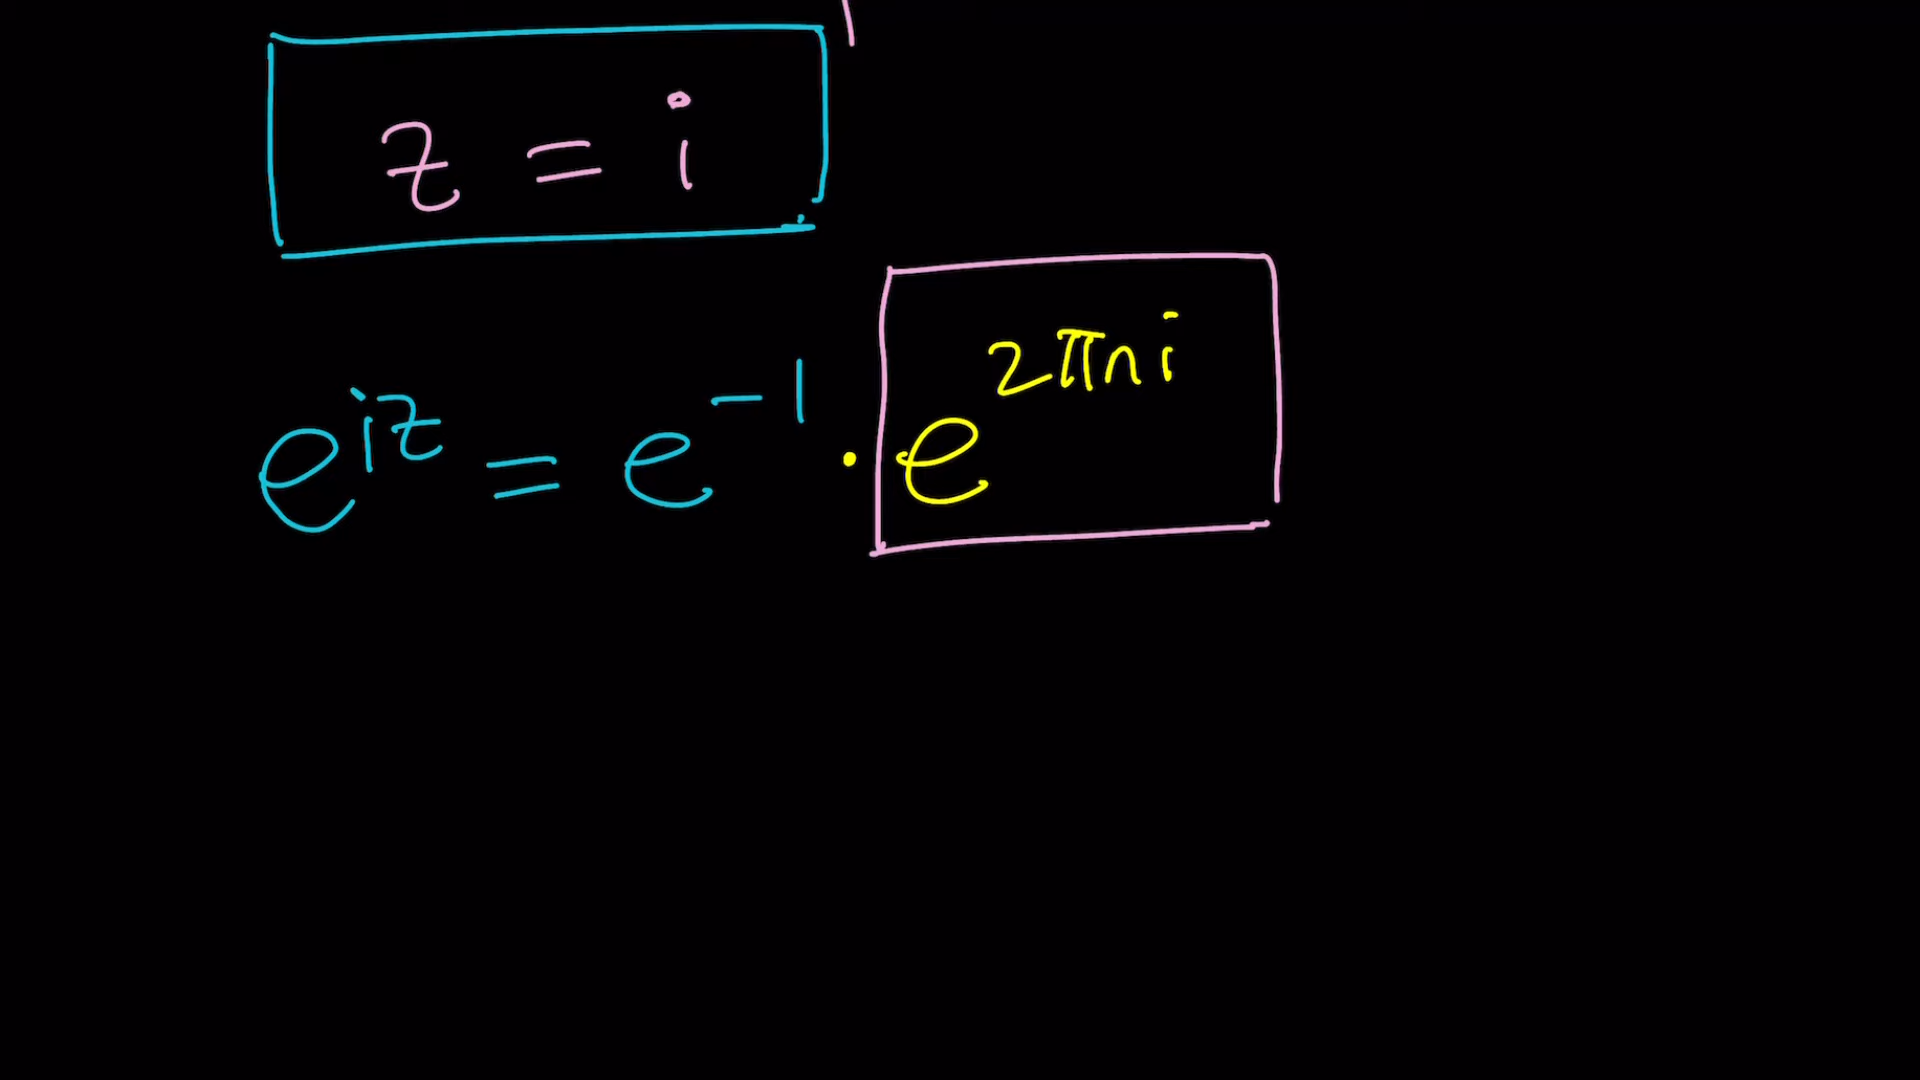 z = i
e^{iz} = e^{-1} · e^{2πni}